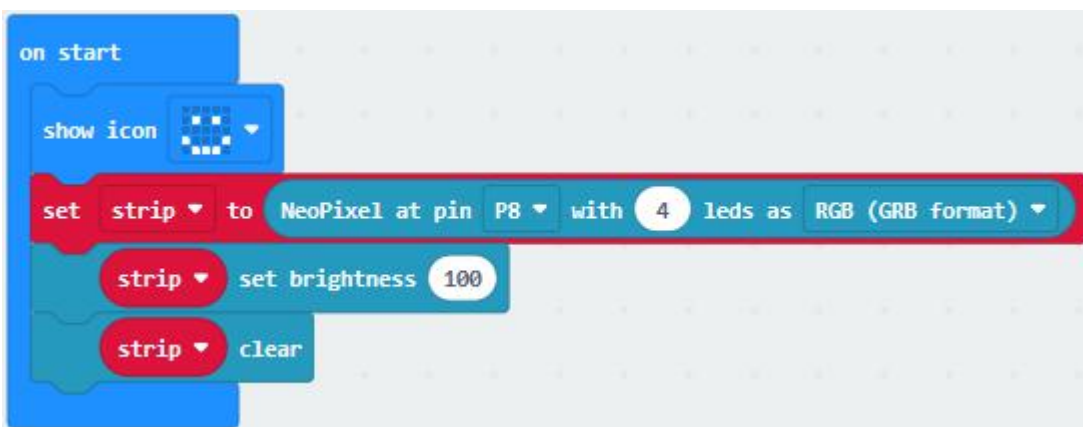 on start
show icon
set strip to NeoPixel at pin P8 with 4 leds as RGB (GRB format)
strip set brightness 100
strip clear